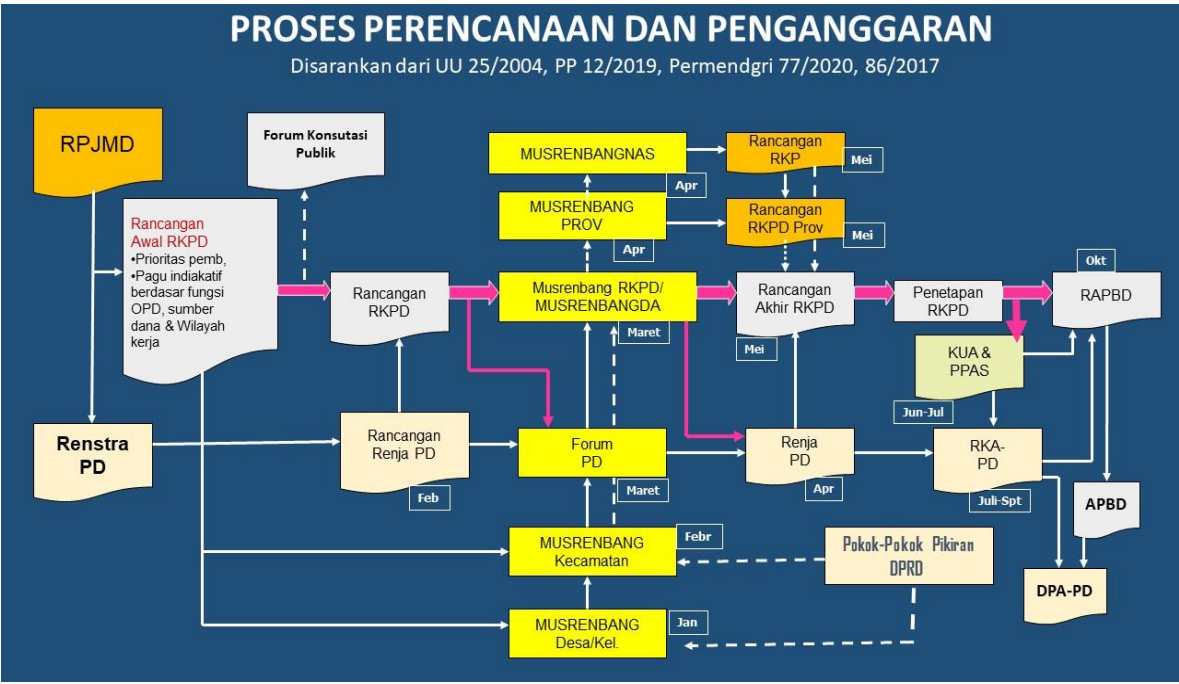 PROSES PERENCANAAN DAN PENGANGGARAN
Disarankan dari UU 25/2004, PP 12/2019, Permendgri 77/2020, 86/2017
RPJMD
Forum Konsutasi
Publik
MUSRENBANGNAS
Apr
Rancangan
RKP
Mei
MUSRENBANG
PROV
Apr
Rancangan
RKPD Prov
Mei
Rancangan
Awal RKPD
•Prioritas pemb,
•Pagu indiakatif
berdasar fungsi
OPD, sumber
dana & Wilayah
kerja
Rancangan
RKPD
Musrenbang RKPD/
MUSRENBANGDA
Maret
Rancangan
Akhir RKPD
Mei
Penetapan
RKPD
Okt
RAPBD
KUA &
PPAS
Jun-Jul
Renstra
PD
Rancangan
Renja PD
Feb
Forum
PD
Maret
Renja
PD
Apr
RKA-
PD
Juli-Spt
APBD
MUSRENBANG
Kecamatan
Febr
Pokok-Pokok Pikiran
DPRD
DPA-PD
MUSRENBANG
Desa/Kel.
Jan